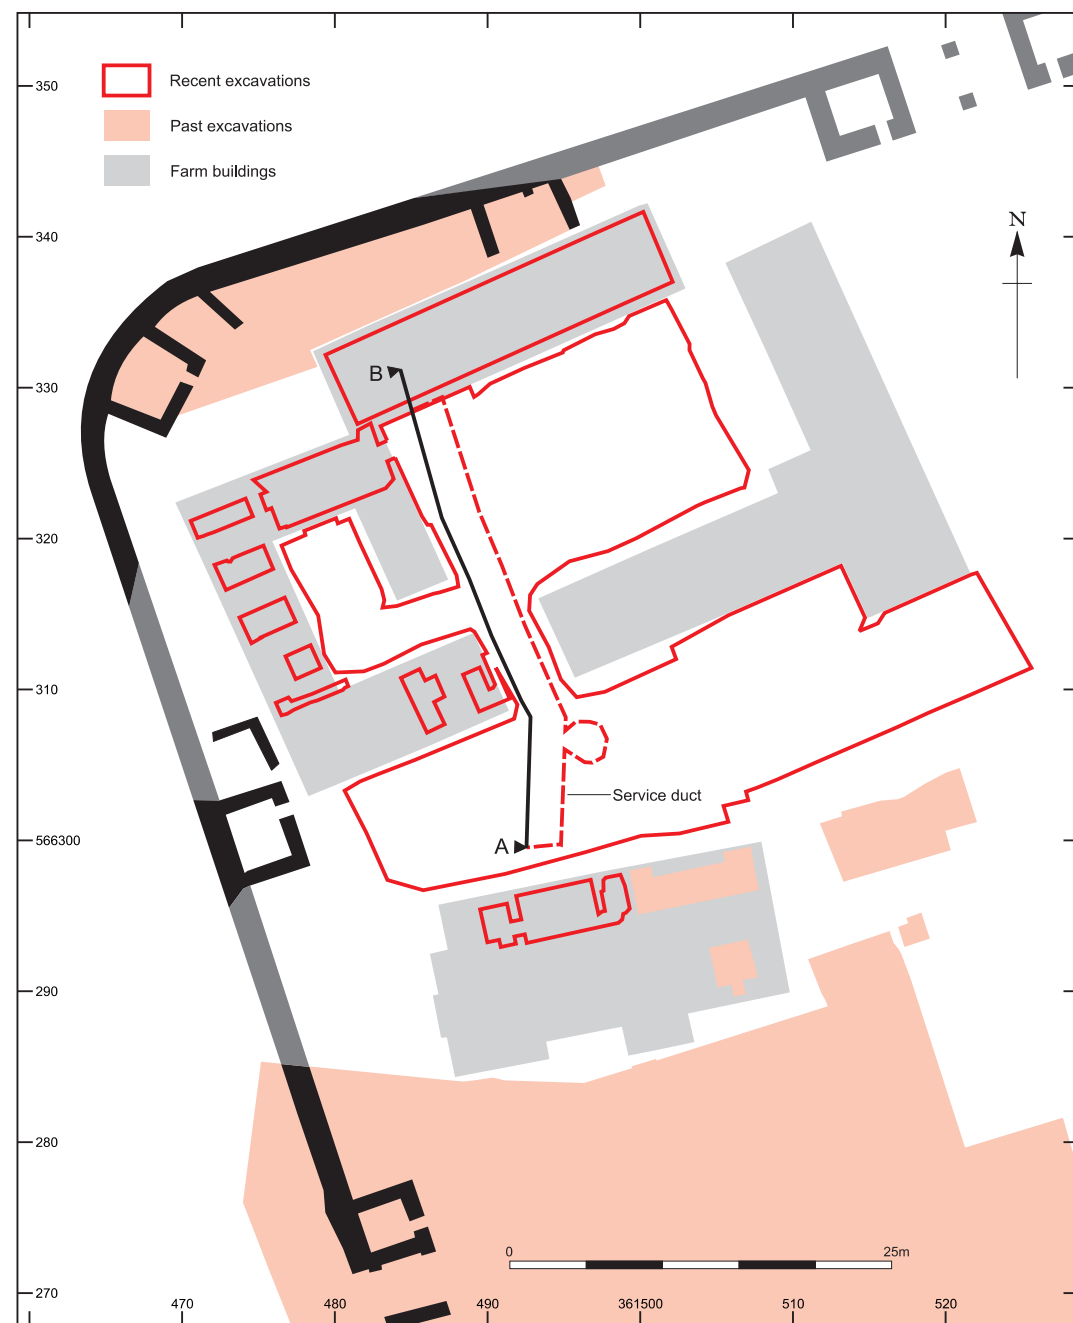 350
Recent excavations
Past excavations
Farm buildings
N
340
B
330
320
310
Service duct
566300
A
290
280
0 25m
270
470 480 490 361500 510 520